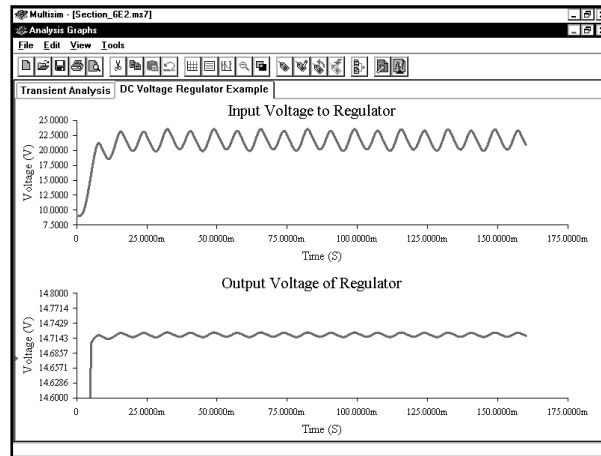 Multisim - [Section_6E2.ms7]
Analysis Graphs
File Edit View Tools
Transient Analysis DC Voltage Regulator Example
Input Voltage to Regulator
Voltage (V)
25.0000
22.5000
20.0000
17.5000
15.0000
12.5000
10.0000
7.5000
0 25.0000m 50.0000m 75.0000m 100.0000m 125.0000m 150.0000m 175.0000m
Time (S)
Output Voltage of Regulator
Voltage (V)
14.8000
14.7714
14.7429
14.7143
14.6857
14.6571
14.6286
14.6000
0 25.0000m 50.0000m 75.0000m 100.0000m 125.0000m 150.0000m 175.0000m
Time (S)